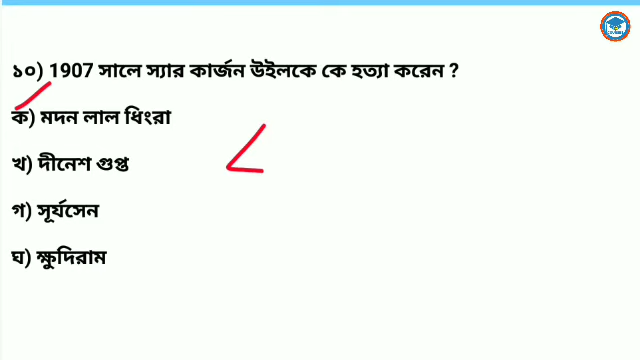 ১০) 1907 সালে স্যার কার্জন উইলকে কে হত্যা করেন ?
ক) মদন লাল ধিংরা
খ) দীনেশ গুপ্ত
গ) সূর্যসেন
ঘ) ক্ষুদিরাম